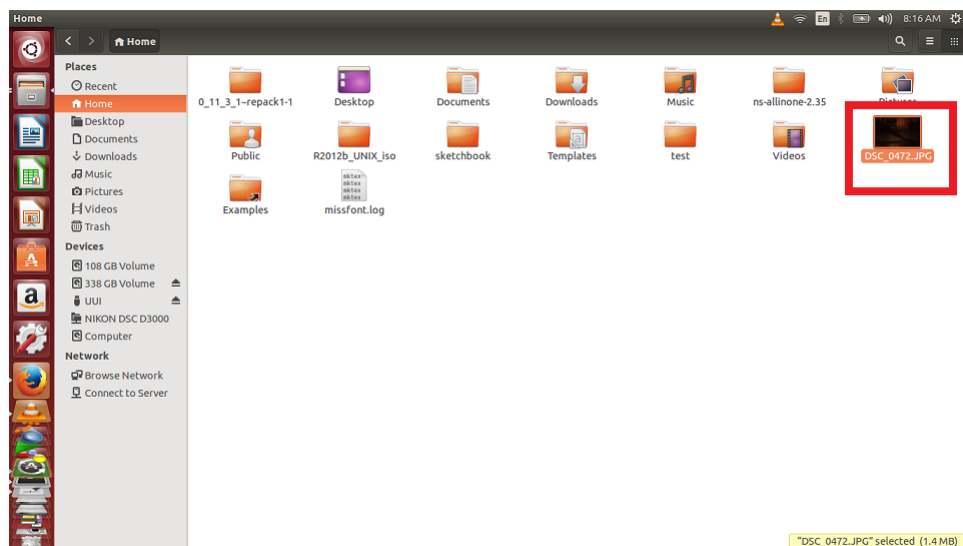 Home
En
8:16 AM
Home
Places
Recent
Home
Desktop
Documents
Downloads
Music
Pictures
Videos
Trash
Devices
108 GB Volume
338 GB Volume
UUI
NIKON DSC D3000
Computer
Network
Browse Network
Connect to Server
0_11_3_1~repack1-1
Desktop
Documents
Downloads
Music
ns-allinone-2.35
Pictures
Public
R2012b_UNIX_iso
sketchbook
Templates
test
Videos
DSC_0472.JPG
Examples
missfont.log
"DSC_0472.JPG" selected (1.4 MB)